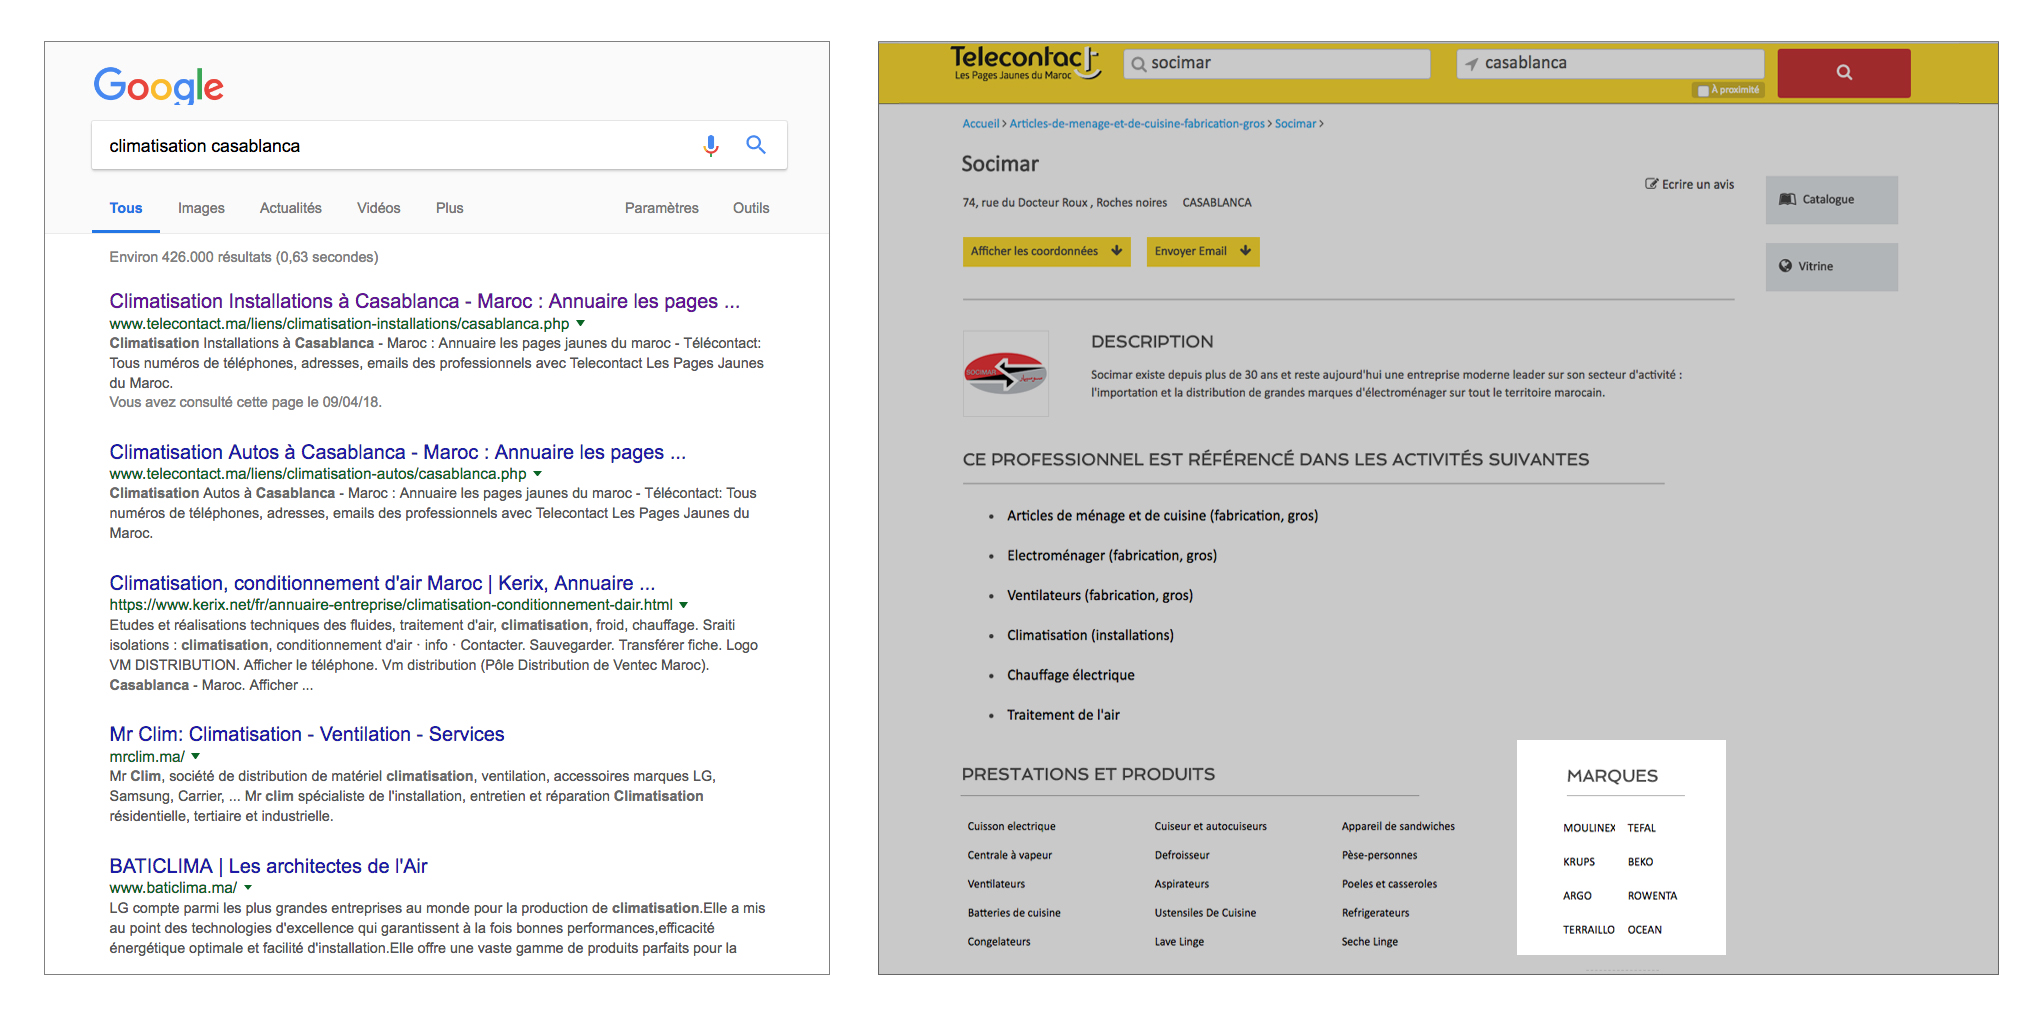 Google
climatisation casablanca
Tous Images Actualités Vidéos Plus Paramètres Outils
Environ 426.000 résultats (0,63 secondes)
Climatisation Installations à Casablanca - Maroc : Annuaire les pages ...
www.telecontact.ma/liens/climatisation-installations/casablanca.php
Climatisation Installations à Casablanca - Maroc : Annuaire les pages jaunes du maroc - Télécontact:
Tous numéros de téléphones, adresses, emails des professionnels avec Telecontact Les Pages Jaunes
du Maroc.
Vous avez consulté cette page le 09/04/18.
Climatisation Autos à Casablanca - Maroc : Annuaire les pages ...
www.telecontact.ma/liens/climatisation-autos/casablanca.php
Climatisation Autos à Casablanca - Maroc : Annuaire les pages jaunes du maroc - Télécontact: Tous
numéros de téléphones, adresses, emails des professionnels avec Telecontact Les Pages Jaunes du
Maroc.
Climatisation, conditionnement d'air Maroc | Kerix, Annuaire ...
https://www.kerix.net/fr/annuaire-entreprise/climatisation-conditionnement-dair.html
Etudes et réalisations techniques des fluides, traitement d'air, climatisation, froid, chauffage. Sraiti
isolations : climatisation, conditionnement d'air · info · Contacter. Sauvegarder. Transférer fiche. Logo
VM DISTRIBUTION. Afficher le téléphone. Vm distribution (Pôle Distribution de Ventec Maroc).
Casablanca - Maroc. Afficher ...
Mr Clim: Climatisation - Ventilation - Services
mrclim.ma/
Mr Clim, société de distribution de matériel climatisation, ventilation, accessoires marques LG,
Samsung, Carrier, ... Mr clim spécialiste de l'installation, entretien et réparation Climatisation
résidentielle, tertiaire et industrielle.
BATICLIMA | Les architectes de l'Air
www.baticlima.ma/
LG compte parmi les plus grandes entreprises au monde pour la production de climatisation.Elle a mis
au point des technologies d'excellence qui garantissent à la fois bonnes performances,efficacité
énergétique optimale et facilité d'installation.Elle offre une vaste gamme de produits parfaits pour la
Telecontact
Les Pages Jaunes du Maroc
socimar
casablanca
À proximité
Accueil > Articles-de-menage-et-de-cuisine-fabrication-gros > Socimar >
Socimar
Ecrire un avis
74, rue du Docteur Roux , Roches noires CASABLANCA
Catalogue
Afficher les coordonnées Envoyer Email
Vitrine
SOCIMAR
DESCRIPTION
Socimar existe depuis plus de 30 ans et reste aujourd'hui une entreprise moderne leader sur son secteur d'activité :
l'importation et la distribution de grandes marques d'électroménager sur tout le territoire marocain.
CE PROFESSIONNEL EST RÉFÉRENCÉ DANS LES ACTIVITÉS SUIVANTES
• Articles de ménage et de cuisine (fabrication, gros)
• Electroménager (fabrication, gros)
• Ventilateurs (fabrication, gros)
• Climatisation (installations)
• Chauffage électrique
• Traitement de l'air
PRESTATIONS ET PRODUITS
Cuisson electrique Cuiseur et autocuiseurs Appareil de sandwiches
Centrale à vapeur Defroisseur Pèse-personnes
Ventilateurs Aspirateurs Poeles et casseroles
Batteries de cuisine Ustensiles De Cuisine Refrigerateurs
Congelateurs Lave Linge Seche Linge
MARQUES
MOULINEX TEFAL
KRUPS BEKO
ARGO ROWENTA
TERRAILLO OCEAN